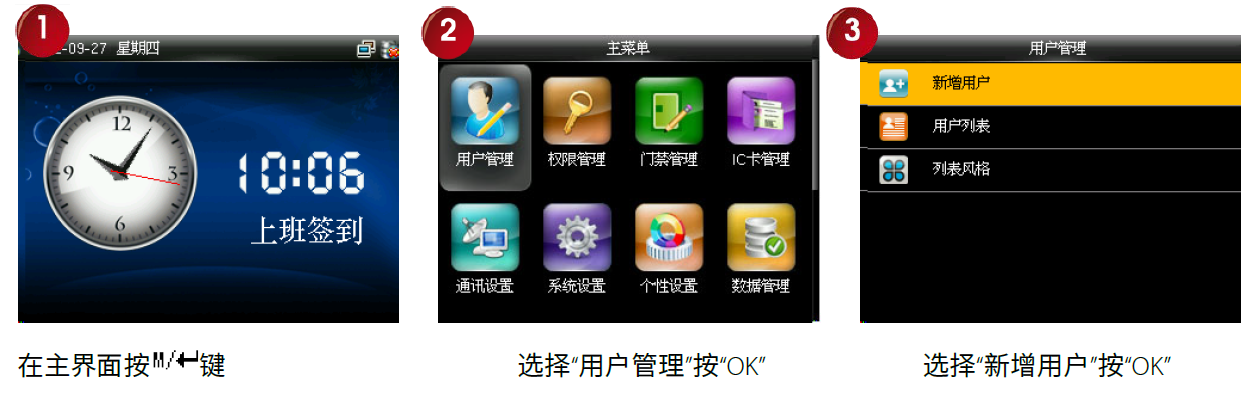 1
-09-27 星期四
12
9
3
6
10:06
上班签到
在主界面按M/↵键
2
主菜单
用户管理 权限管理 门禁管理 IC卡管理
通讯设置 系统设置 个性设置 数据管理
选择“用户管理”按“OK”
3
用户管理
新增用户
用户列表
列表风格
选择“新增用户”按“OK”